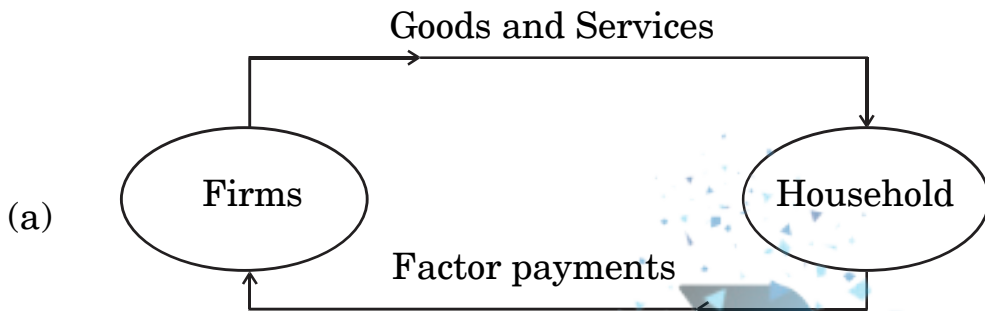 Goods and Services
Firms
Household
(a)
Factor payments